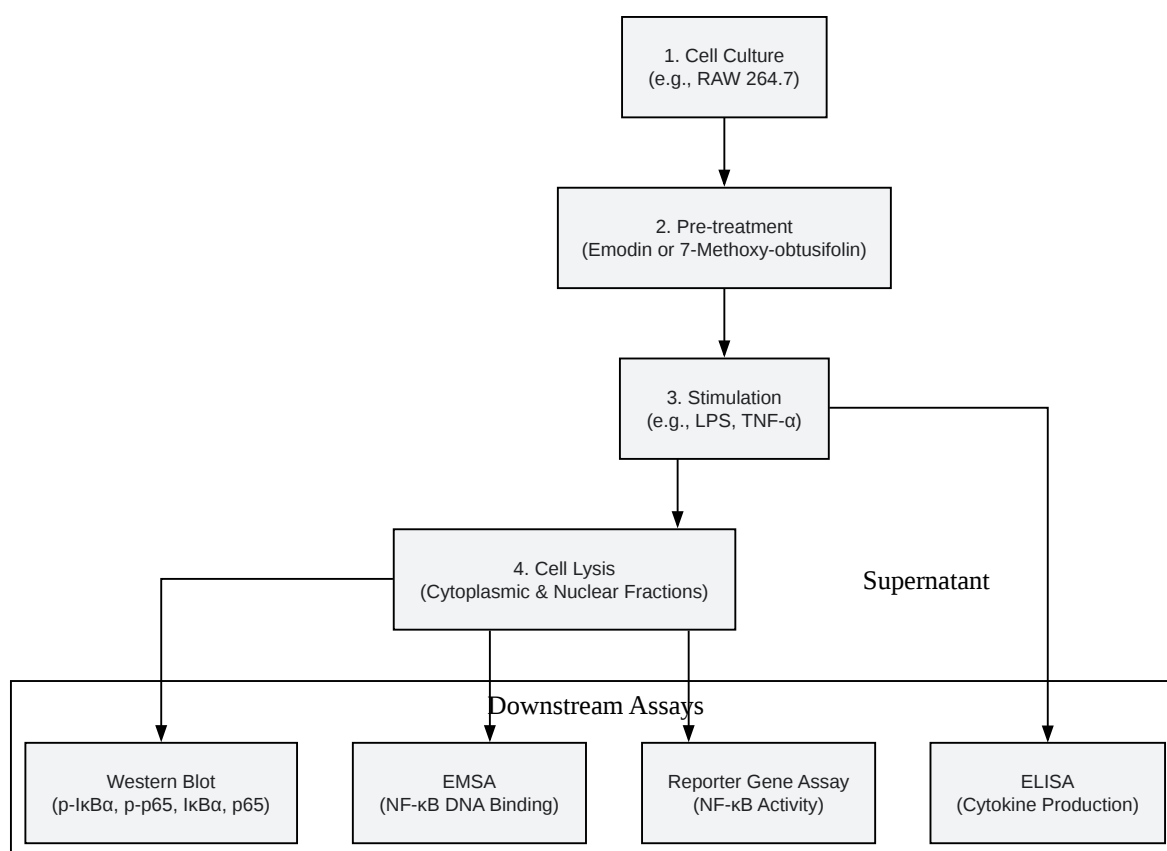 1. Cell Culture
(e.g., RAW 264.7)
2. Pre-treatment
(Emodin or 7-Methoxy-obtusifolin)
3. Stimulation
(e.g., LPS, TNF-α)
4. Cell Lysis
(Cytoplasmic & Nuclear Fractions)
Supernatant
Downstream Assays
Western Blot
(p-IκBα, p-p65, IκBα, p65)
EMSA
(NF-κB DNA Binding)
Reporter Gene Assay
(NF-κB Activity)
ELISA
(Cytokine Production)